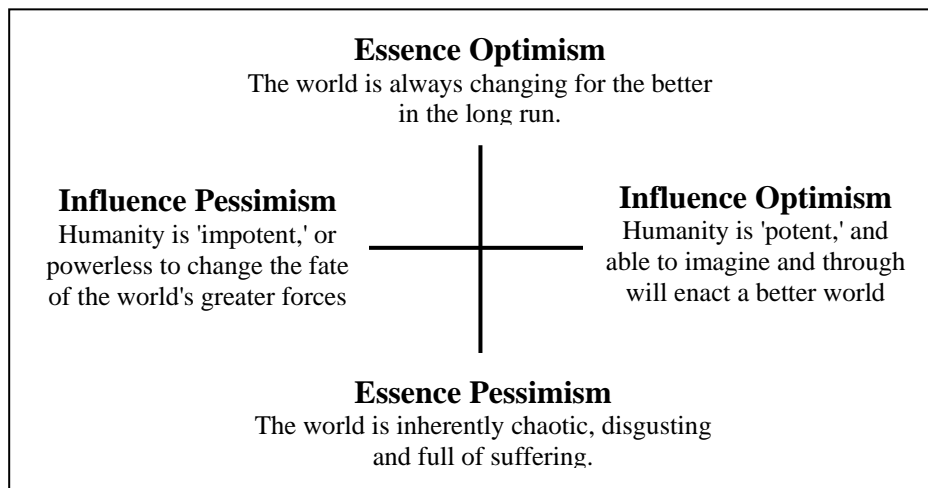 Essence Optimism
The world is always changing for the better
in the long run.
Influence Pessimism
Humanity is 'impotent,' or
powerless to change the fate
of the world's greater forces
Influence Optimism
Humanity is 'potent,' and
able to imagine and through
will enact a better world
Essence Pessimism
The world is inherently chaotic, disgusting
and full of suffering.